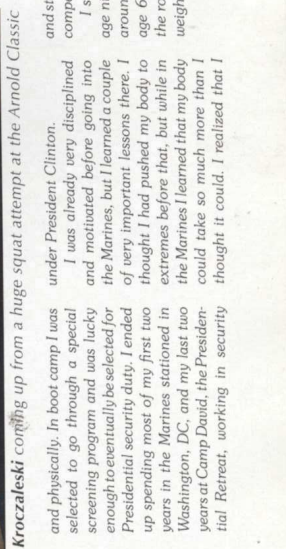 Kroczaleski coming up from a huge squat attempt at the Arnold Classic
and physically. In boot camp I was
selected to go through a special
screening program and was lucky
enough to eventually be selected for
Presidential security duty. I ended
up spending most of my first two
years in the Marines stationed in
Washington, DC, and my last two
years at Camp David, the Presiden-
tial Retreat, working in security
under President Clinton.
I was already very disciplined
and motivated before going into
the Marines, but I learned a couple
of very important lessons there. I
thought I had pushed my body to
extremes before that, but while in
the Marines I learned that my body
could take so much more than I
thought it could. I realized that I
and st
compe
I s
age ni
aroun
age 6
the ro
weigh